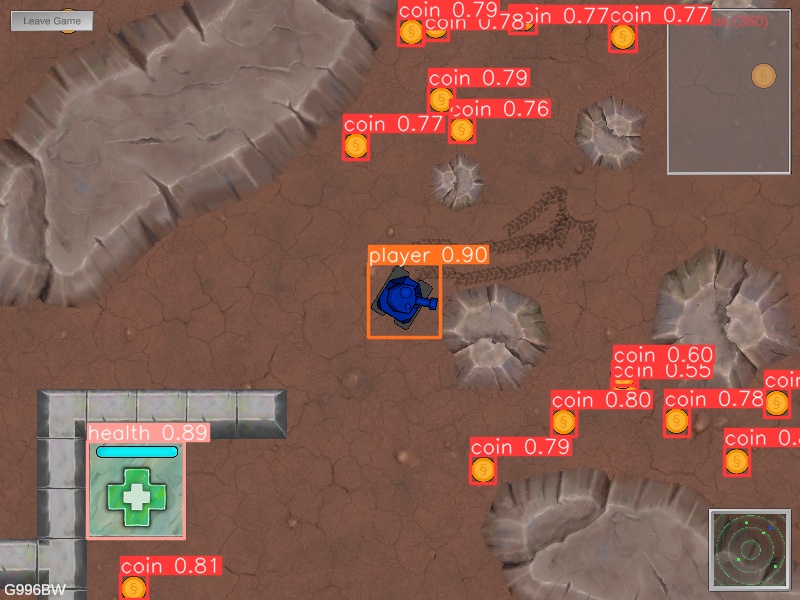 Leave Game
coin 0.79
coin 0.78
coin 0.77
coin 0.77
(360)
coin 0.79
coin 0.76
coin 0.77
player 0.90
coin 0.60
coin 0.55
coin 0.80
coin 0.78
coin
coin 0.79
health 0.89
coin 0.81
G996BW